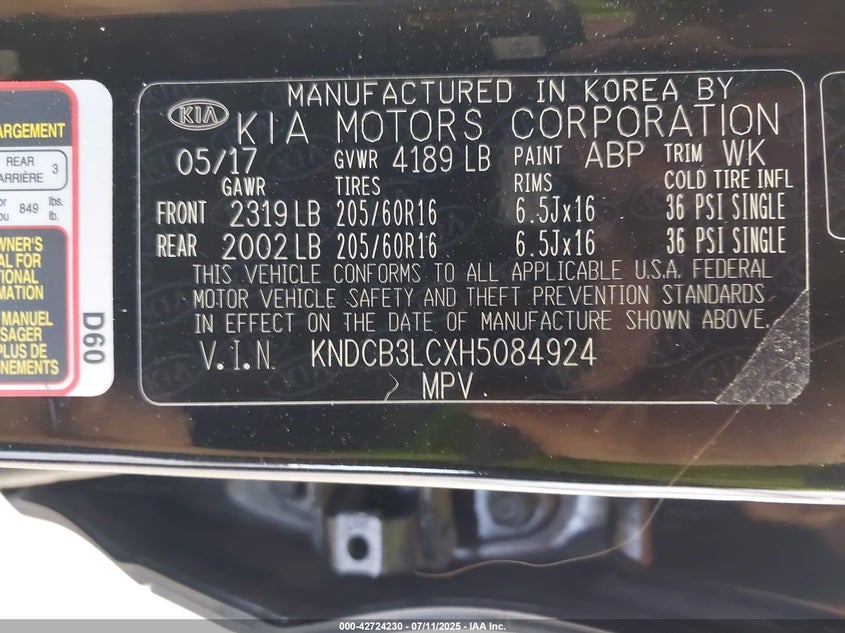 MANUFACTURED IN KOREA BY
KIA KIA MOTORS CORPORATION
05/17 GVWR 4189 LB PAINT ABP TRIM WK
GAWR TIRES RIMS COLD TIRE INFL
FRONT 2319 LB 205/60R16 6.5Jx16 36 PSI SINGLE
REAR 2002 LB 205/60R16 6.5Jx16 36 PSI SINGLE
THIS VEHICLE CONFORMS TO ALL APPLICABLE U.S.A. FEDERAL
MOTOR VEHICLE SAFETY AND THEFT PREVENTION STANDARDS
IN EFFECT ON THE DATE OF MANUFACTURE SHOWN ABOVE.
V.I.N KNDCB3LCXH5084924
MPV
ARGEMENT
REAR 3
ARRIÈRE
or lbs.
ou 849 lb.
WNER'S
AL FOR
TIONAL
MATION
MANUEL
SAGER
PLUS DE
GNEMENTS
D60
000-42724230 - 07/11/2025 - IAA, Inc.